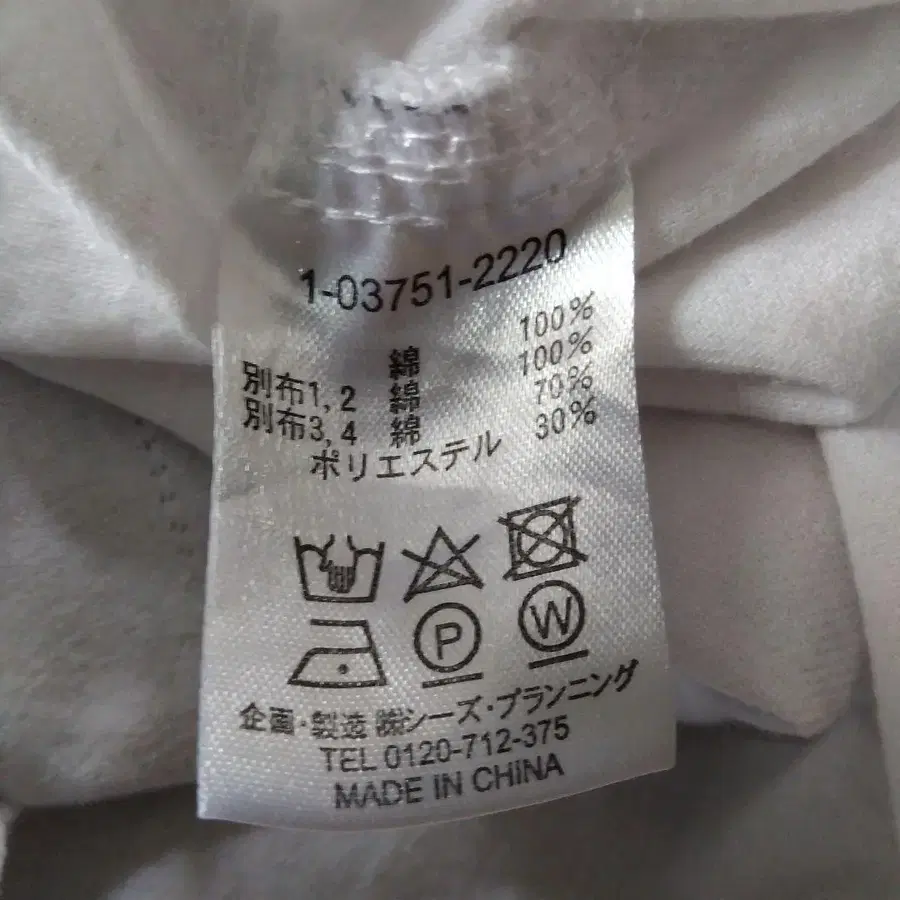 1-03751-2220
綿 100%
別布1, 2 綿 100%
別布3, 4 綿 70%
ポリエステル 30%
P W
企画・製造 ㈱シーズ・プランニング
TEL 0120-712-375
MADE IN CHINA